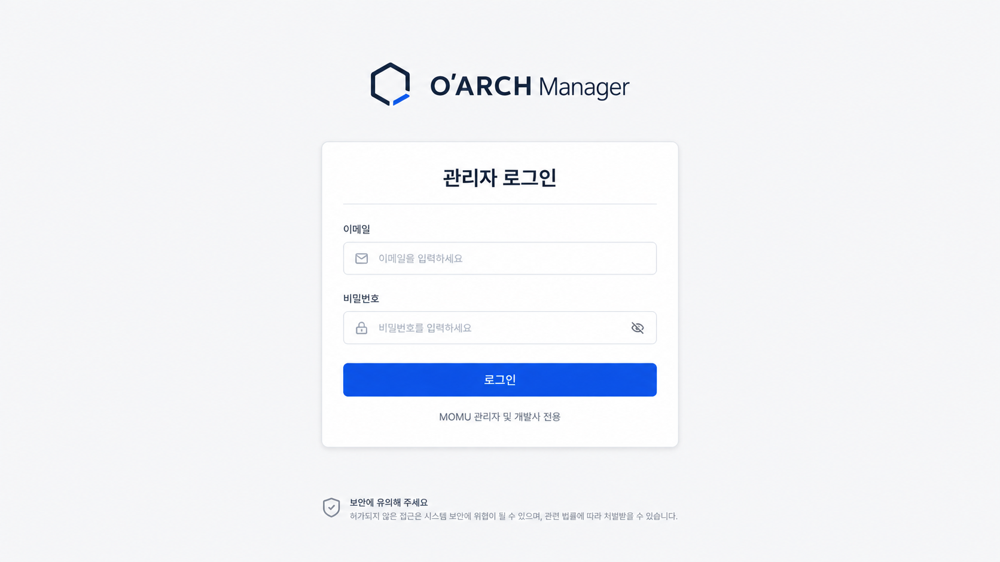 O'ARCH Manager
관리자 로그인
이메일
이메일을 입력하세요
비밀번호
비밀번호를 입력하세요
로그인
MOMU 관리자 및 개발사 전용
보안에 유의해 주세요
허가되지 않은 접근은 시스템 보안에 위협이 될 수 있으며, 관련 법률에 따라 처벌받을 수 있습니다.